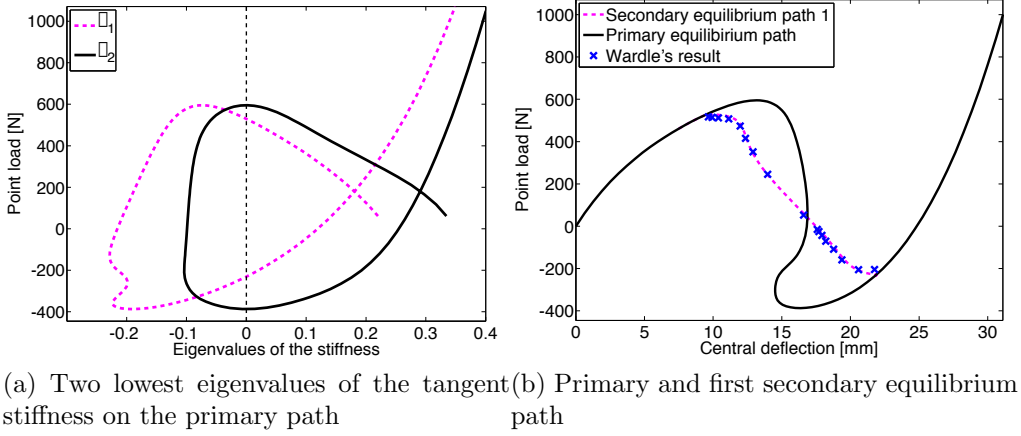 1
2
1000
800
600
400
200
0
-200
-400
-0.2
-0.1
0
0.1
0.2
0.3
0.4
Point load [N]
Eigenvalues of the stiffness
Secondary equilibrium path 1
Primary equilibrium path
Wardle's result
1000
800
600
400
200
0
-200
-400
0
5
10
15
20
25
30
Point load [N]
Central deflection [mm]
(a) Two lowest eigenvalues of the tangent
stiffness on the primary path
(b) Primary and first secondary equilibrium
path